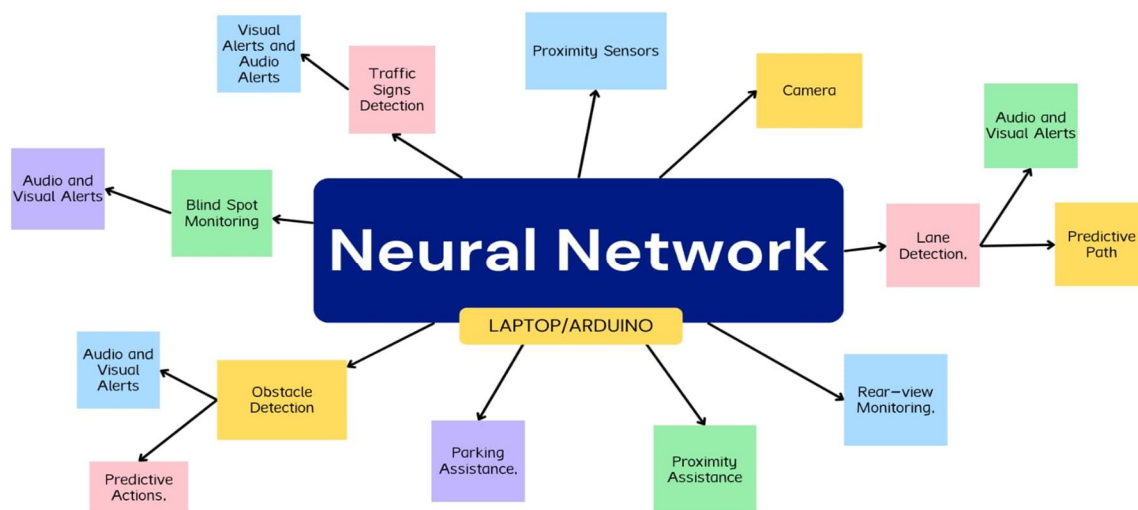 Visual
Alerts and
Audio
Alerts
Traffic
Signs
Detection
Proximity Sensors
Camera
Audio and
Visual Alerts
Audio and
Visual Alerts
Blind Spot
Monitoring
Neural Network
LAPTOP/ARDUINO
Lane
Detection.
Predictive
Path
Audio and
Visual
Alerts
Obstacle
Detection
Predictive
Actions.
Parking
Assistance.
Proximity
Assistance
Rear-view
Monitoring.